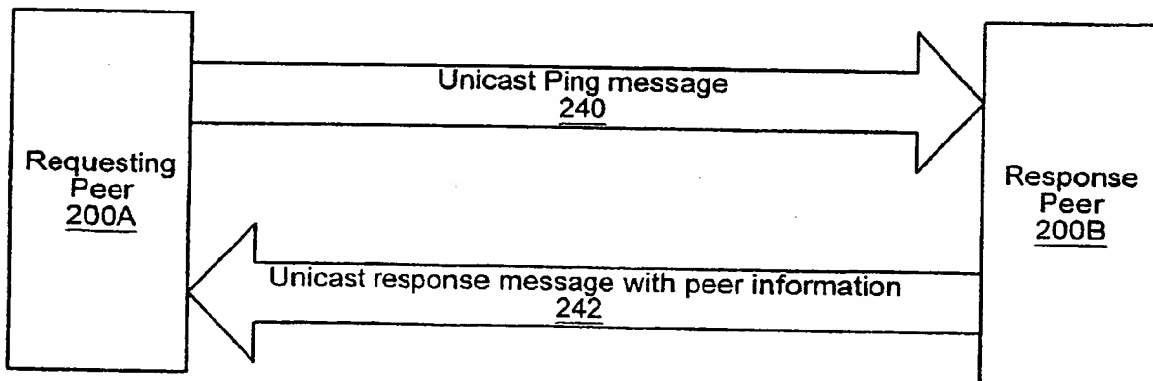 Unicast Ping message
240
Requesting
Peer
200A
Response
Peer
200B
Unicast response message with peer information
242